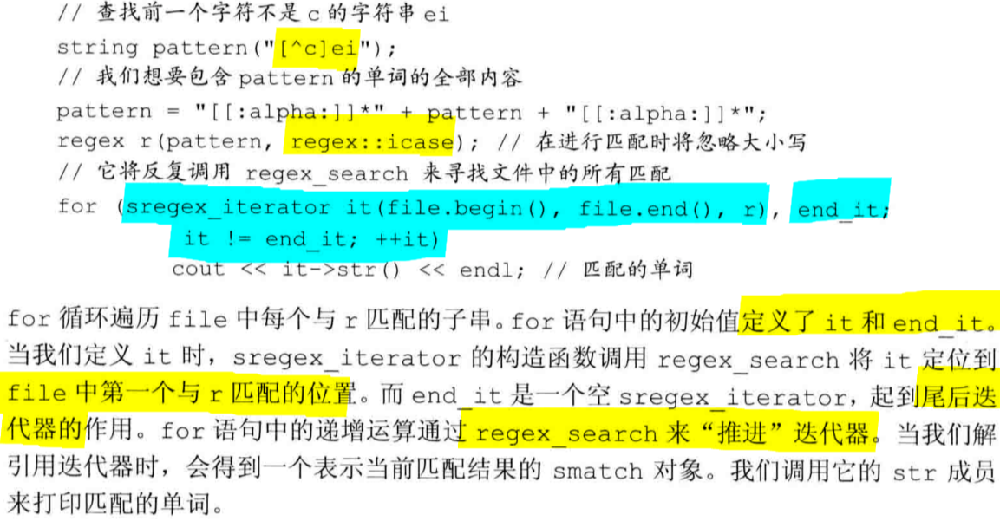 // 查找前一个字符不是 c 的字符串 ei
string pattern("[^c]ei");
// 我们想要包含 pattern 的单词的全部内容
pattern = "[[:alpha:]]*" + pattern + "[[:alpha:]]*";
regex r(pattern, regex::icase); // 在进行匹配时将忽略大小写
// 它将反复调用 regex_search 来寻找文件中的所有匹配
for (sregex_iterator it(file.begin(), file.end(), r), end_it;
it != end_it; ++it)
cout << it->str() << endl; // 匹配的单词
for 循环遍历 file 中每个与 r 匹配的子串。for 语句中的初始值定义了 it 和 end_it。
当我们定义 it 时，sregex_iterator 的构造函数调用 regex_search 将 it 定位到
file 中第一个与 r 匹配的位置。而 end_it 是一个空 sregex_iterator，起到尾后迭
代器的作用。for 语句中的递增运算通过 regex_search 来“推进”迭代器。当我们解
引用迭代器时，会得到一个表示当前匹配结果的 smatch 对象。我们调用它的 str 成员
来打印匹配的单词。